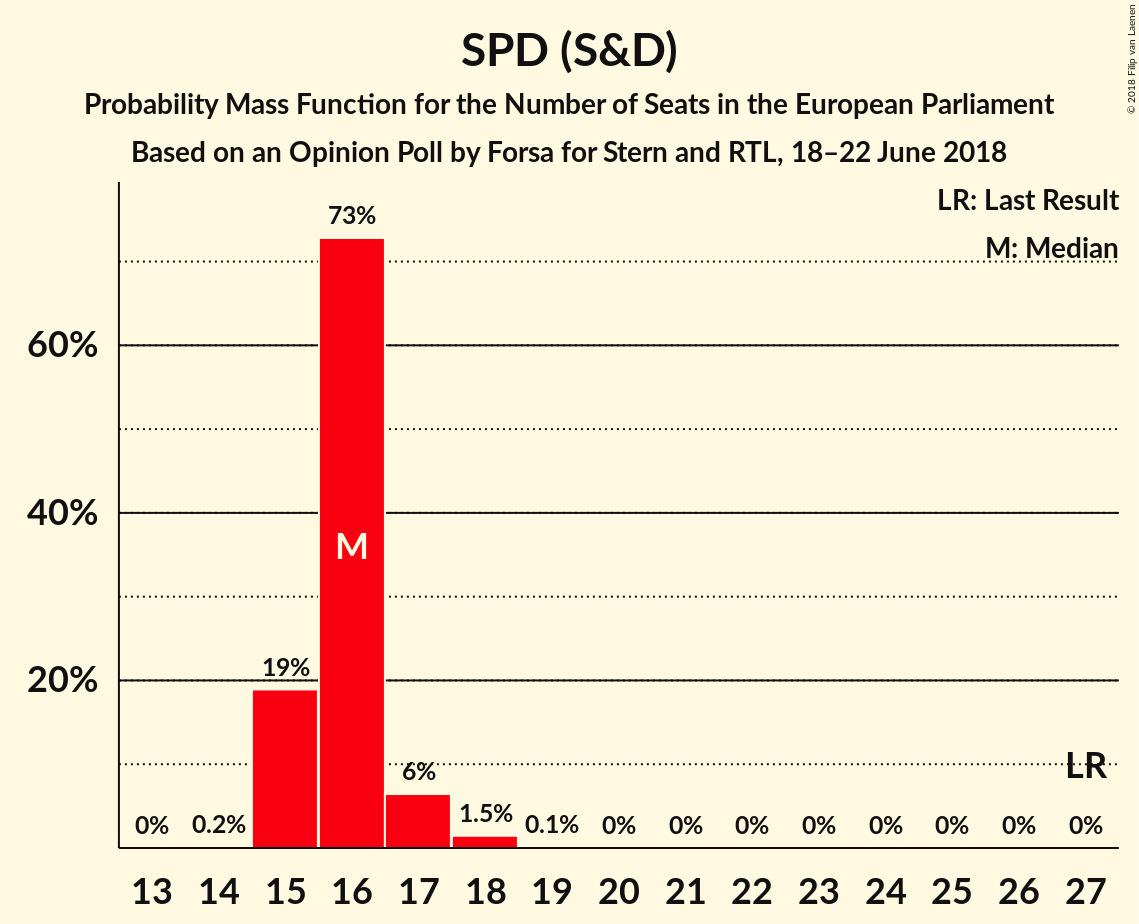 SPD (S&D)
Probability Mass Function for the Number of Seats in the European Parliament
Based on an Opinion Poll by Forsa for Stern and RTL, 18–22 June 2018
© 2018 Filip van Laenen
LR: Last Result
M: Median
73%
60%
40%
M
19%
20%
6%
LR
0% 0.2% 1.5% 0.1% 0% 0% 0% 0% 0% 0% 0% 0%
13 14 15 16 17 18 19 20 21 22 23 24 25 26 27